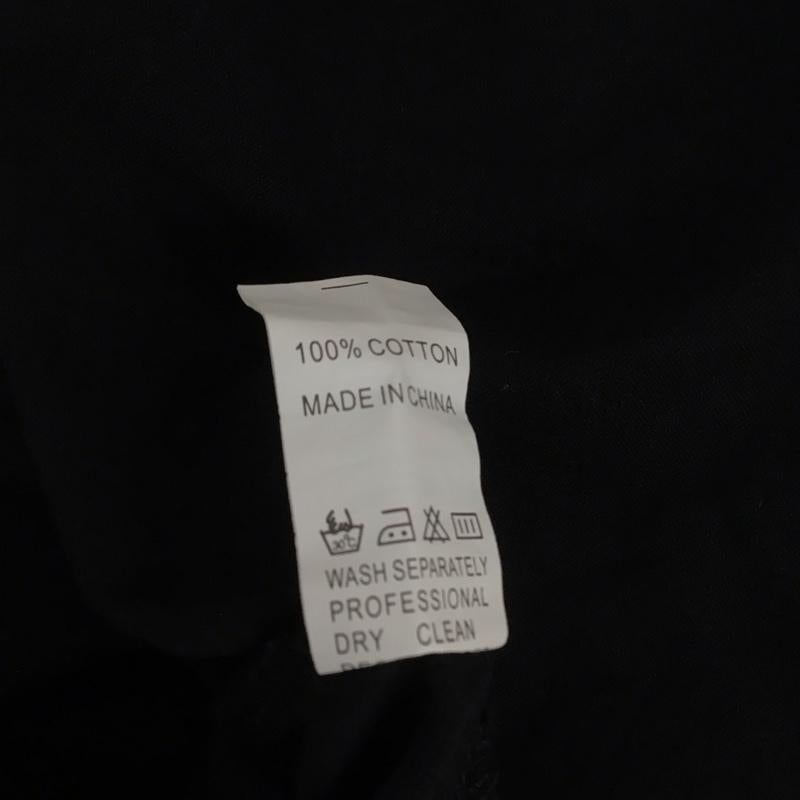 100% COTTON
MADE IN CHINA
30°C
WASH SEPARATELY
PROFESSIONAL
DRY CLEAN